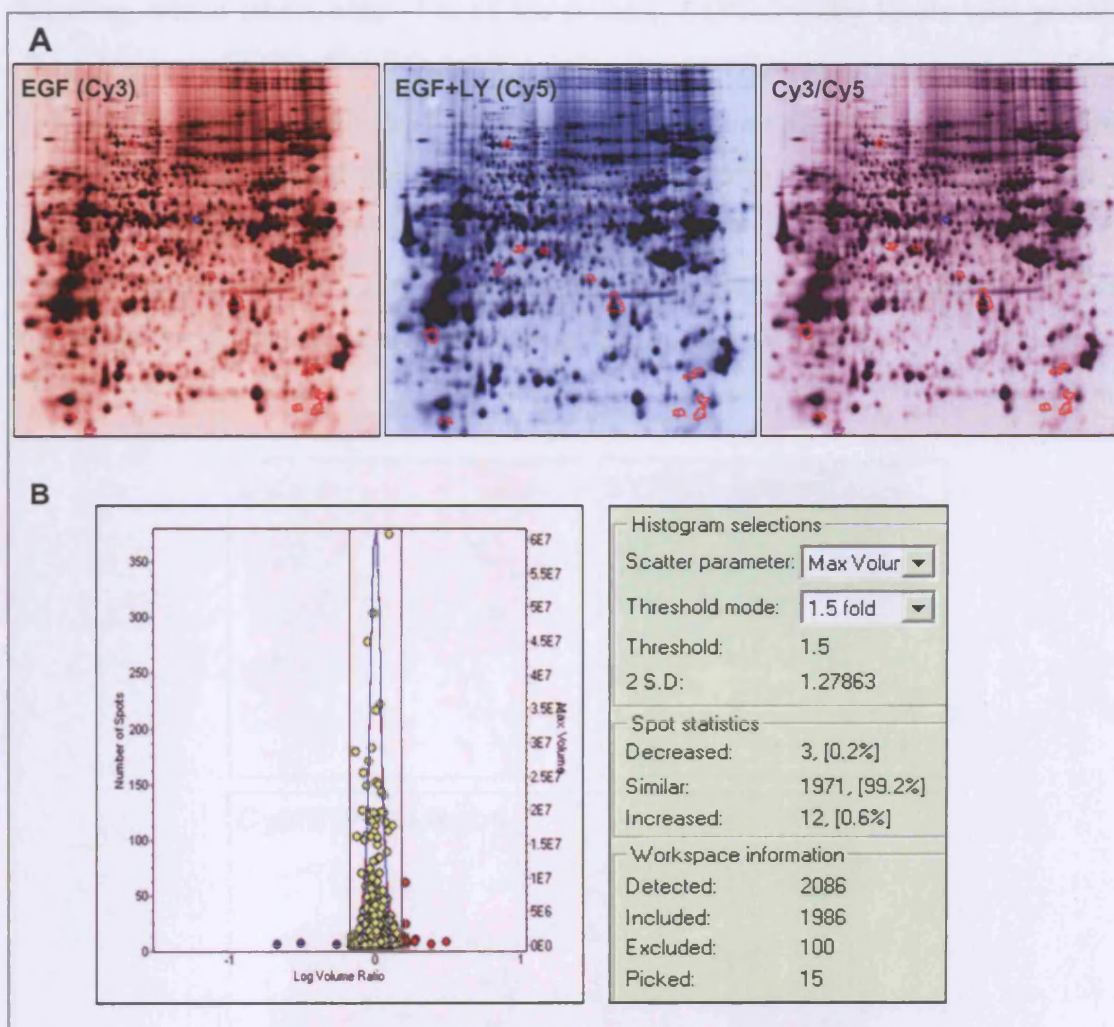 A
EGF (Cy3)
EGF+LY (Cy5)
Cy3/Cy5
B
350
300
250
200
150
100
50
0
Number of Spots
6E7
5.5E7
5E7
4.5E7
4E7
3.5E7
3E7
2.5E7
2E7
1.5E7
1E7
5E6
0E0
Max Volume
-1
0
1
Log Volume Ratio
Histogram selections
Scatter parameter: Max Volur
Threshold mode: 1.5 fold
Threshold: 1.5
2 S.D: 1.27863
Spot statistics
Decreased: 3, [0.2%]
Similar: 1971, [99.2%]
Increased: 12, [0.6%]
Workspace information
Detected: 2086
Included: 1986
Excluded: 100
Picked: 15